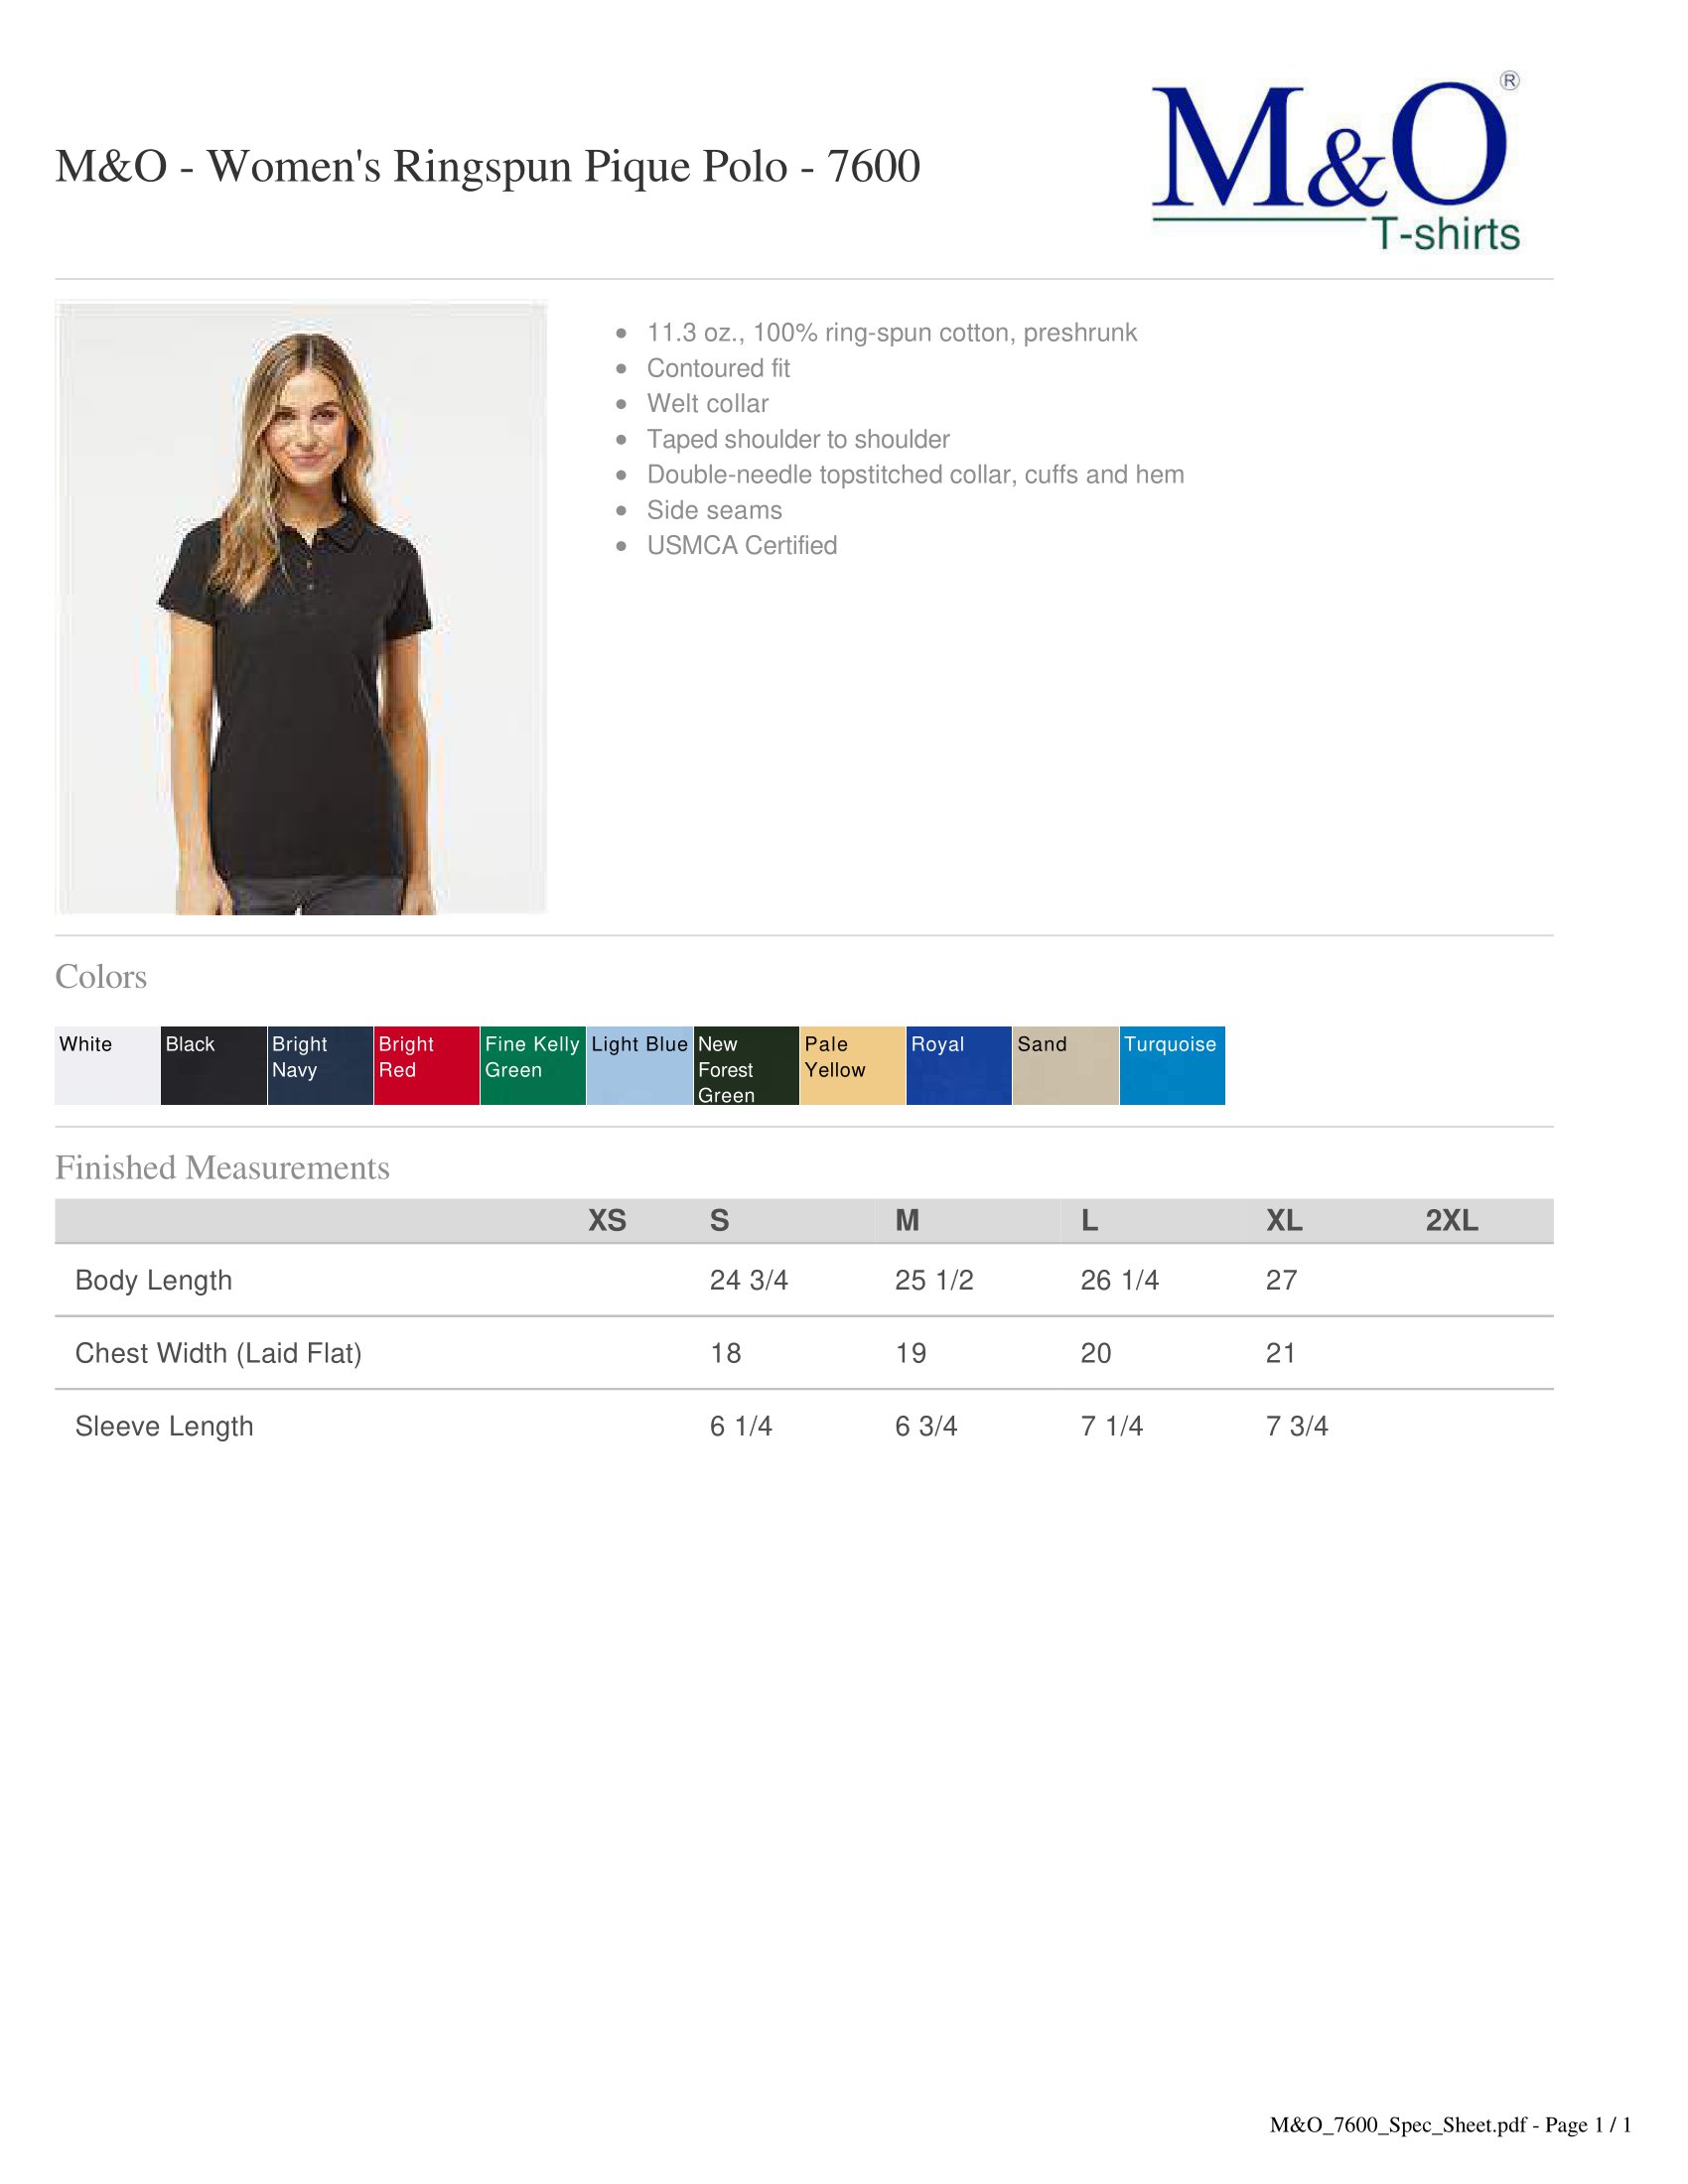 M&O - Women's Ringspun Pique Polo - 7600
M&O®
T-shirts
11.3 oz., 100% ring-spun cotton, preshrunk
Contoured fit
Welt collar
Taped shoulder to shoulder
Double-needle topstitched collar, cuffs and hem
Side seams
USMCA Certified
Colors
White
Black
Bright
Navy
Bright
Red
Fine Kelly
Green
Light Blue
New
Forest
Green
Pale
Yellow
Royal
Sand
Turquoise
Finished Measurements
XS S M L XL 2XL
Body Length 24 3/4 25 1/2 26 1/4 27
Chest Width (Laid Flat) 18 19 20 21
Sleeve Length 6 1/4 6 3/4 7 1/4 7 3/4
M&O_7600_Spec_Sheet.pdf - Page 1 / 1